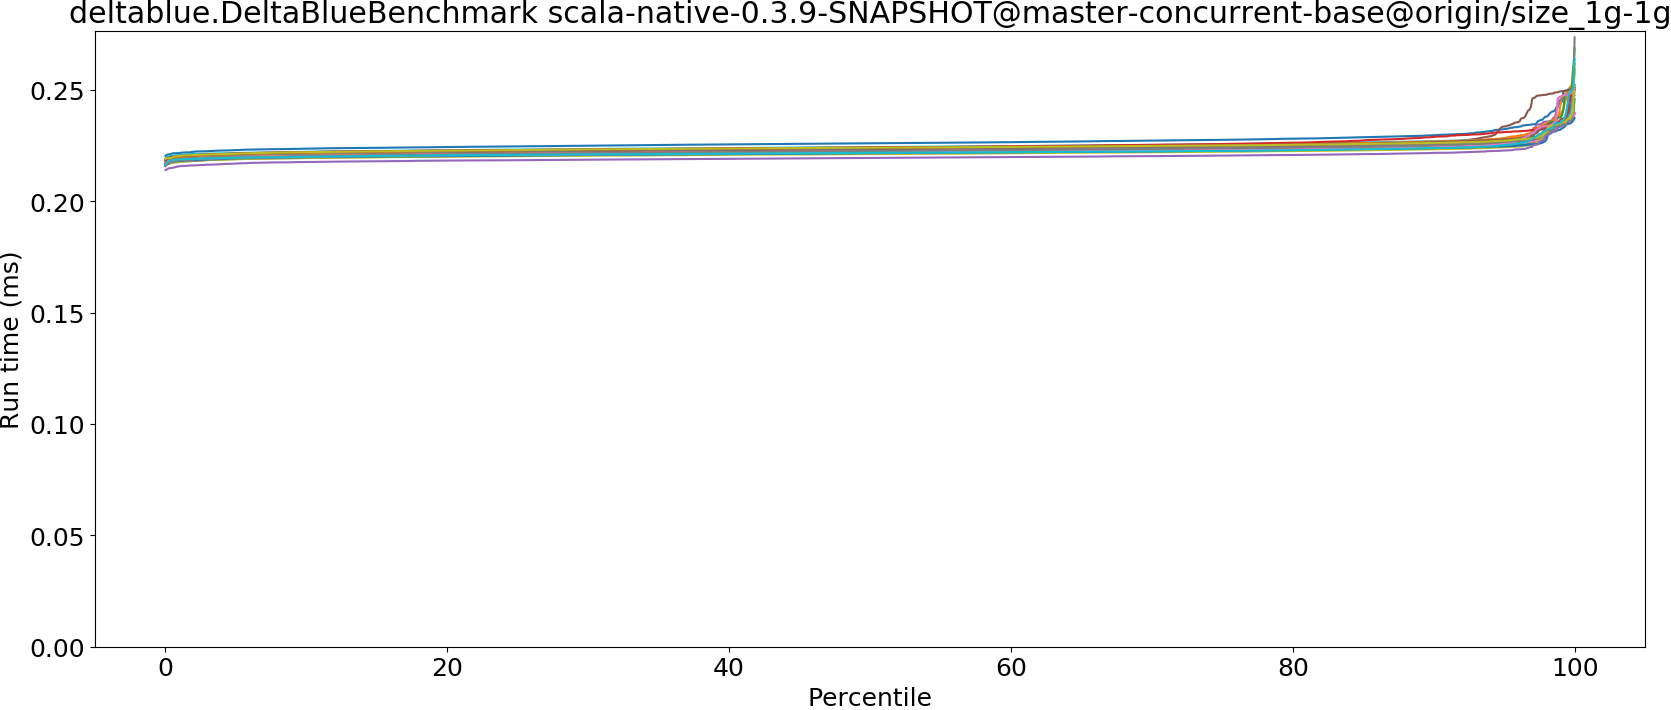 deltablue.DeltaBlueBenchmark scala-native-0.3.9-SNAPSHOT@master-concurrent-base@origin/size_1g-1g
0.25
0.20
0.15
0.10
0.05
0.00
Run time (ms)
0 20 40 60 80 100
Percentile